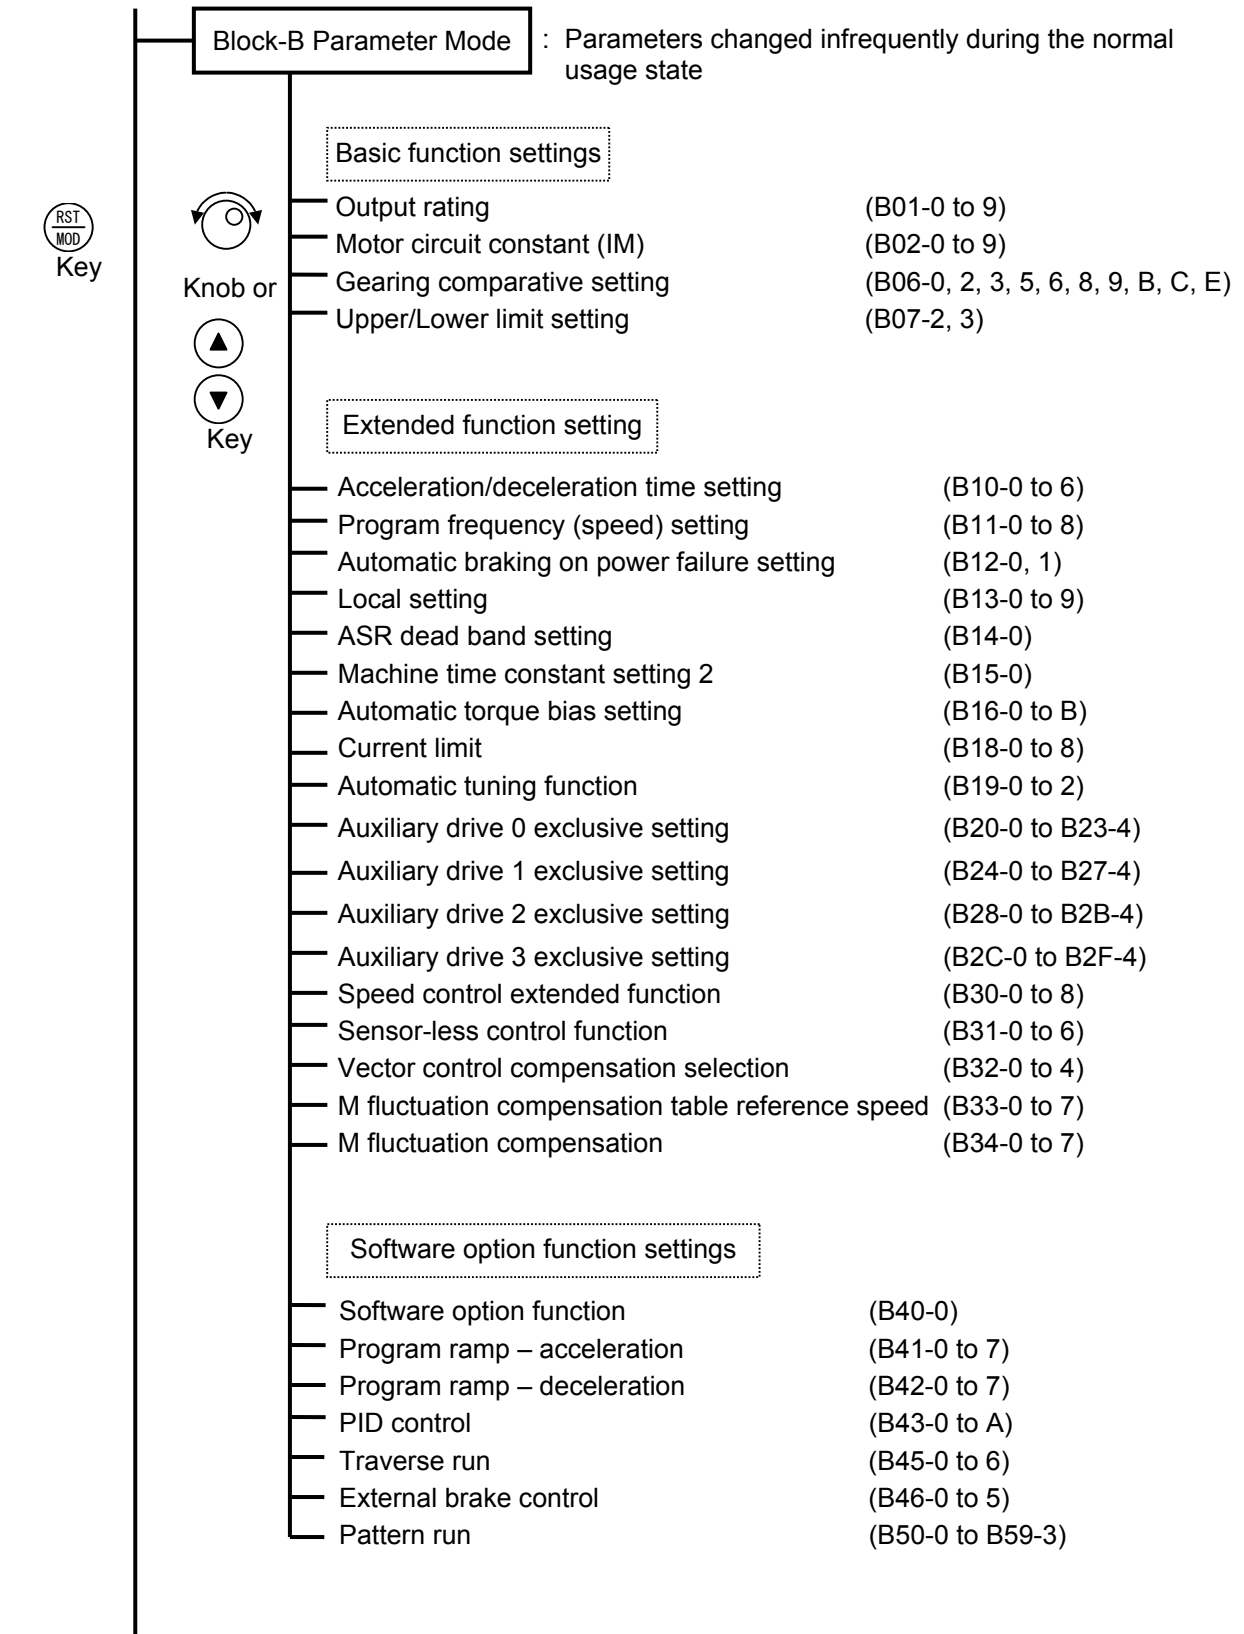 Block-B Parameter Mode : Parameters changed infrequently during the normal
usage state
Basic function settings
RST
MOD
Key
Knob or
Key
Output rating (B01-0 to 9)
Motor circuit constant (IM) (B02-0 to 9)
Gearing comparative setting (B06-0, 2, 3, 5, 6, 8, 9, B, C, E)
Upper/Lower limit setting (B07-2, 3)
Extended function setting
Acceleration/deceleration time setting (B10-0 to 6)
Program frequency (speed) setting (B11-0 to 8)
Automatic braking on power failure setting (B12-0, 1)
Local setting (B13-0 to 9)
ASR dead band setting (B14-0)
Machine time constant setting 2 (B15-0)
Automatic torque bias setting (B16-0 to B)
Current limit (B18-0 to 8)
Automatic tuning function (B19-0 to 2)
Auxiliary drive 0 exclusive setting (B20-0 to B23-4)
Auxiliary drive 1 exclusive setting (B24-0 to B27-4)
Auxiliary drive 2 exclusive setting (B28-0 to B2B-4)
Auxiliary drive 3 exclusive setting (B2C-0 to B2F-4)
Speed control extended function (B30-0 to 8)
Sensor-less control function (B31-0 to 6)
Vector control compensation selection (B32-0 to 4)
M fluctuation compensation table reference speed (B33-0 to 7)
M fluctuation compensation (B34-0 to 7)
Software option function settings
Software option function (B40-0)
Program ramp – acceleration (B41-0 to 7)
Program ramp – deceleration (B42-0 to 7)
PID control (B43-0 to A)
Traverse run (B45-0 to 6)
External brake control (B46-0 to 5)
Pattern run (B50-0 to B59-3)